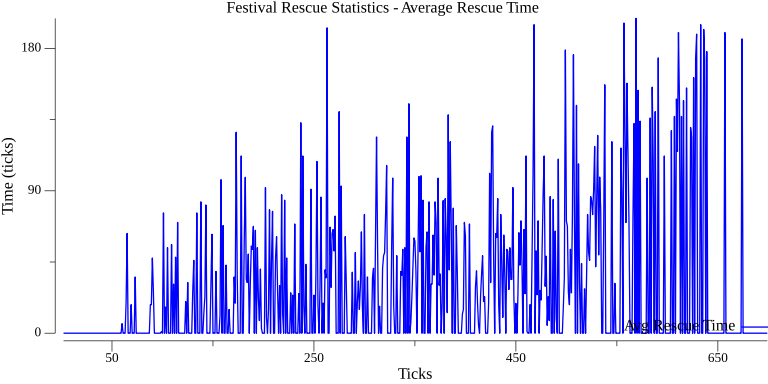 Festival Rescue Statistics - Average Rescue Time
Time (ticks)
180
90
0
Avg Rescue Time
50
250
450
650
Ticks